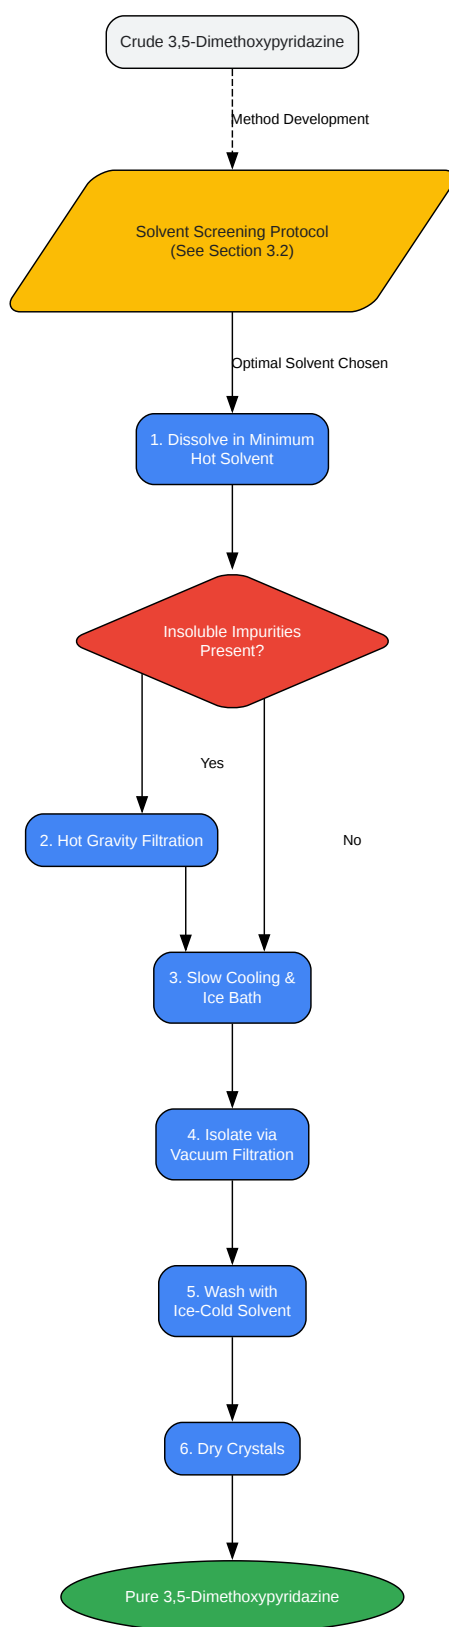 Crude 3,5-Dimethoxypyridazine
Method Development
Solvent Screening Protocol
(See Section 3.2)
Optimal Solvent Chosen
1. Dissolve in Minimum
Hot Solvent
Insoluble Impurities
Present?
Yes
2. Hot Gravity Filtration
No
3. Slow Cooling &
Ice Bath
4. Isolate via
Vacuum Filtration
5. Wash with
Ice-Cold Solvent
6. Dry Crystals
Pure 3,5-Dimethoxypyridazine